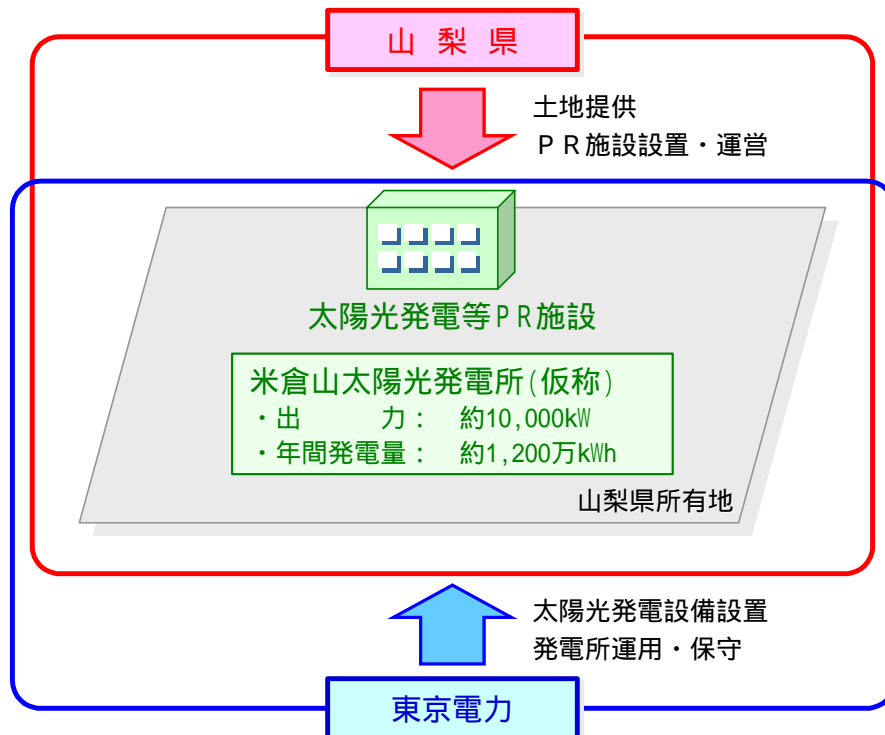 山 梨 県
土地提供
ＰＲ施設設置・運営
太陽光発電等PR施設
米倉山太陽光発電所(仮称)
・出　　　力：　約10,000kW
・年間発電量：　約1,200万kWh
山梨県所有地
太陽光発電設備設置
発電所運用・保守
東京電力